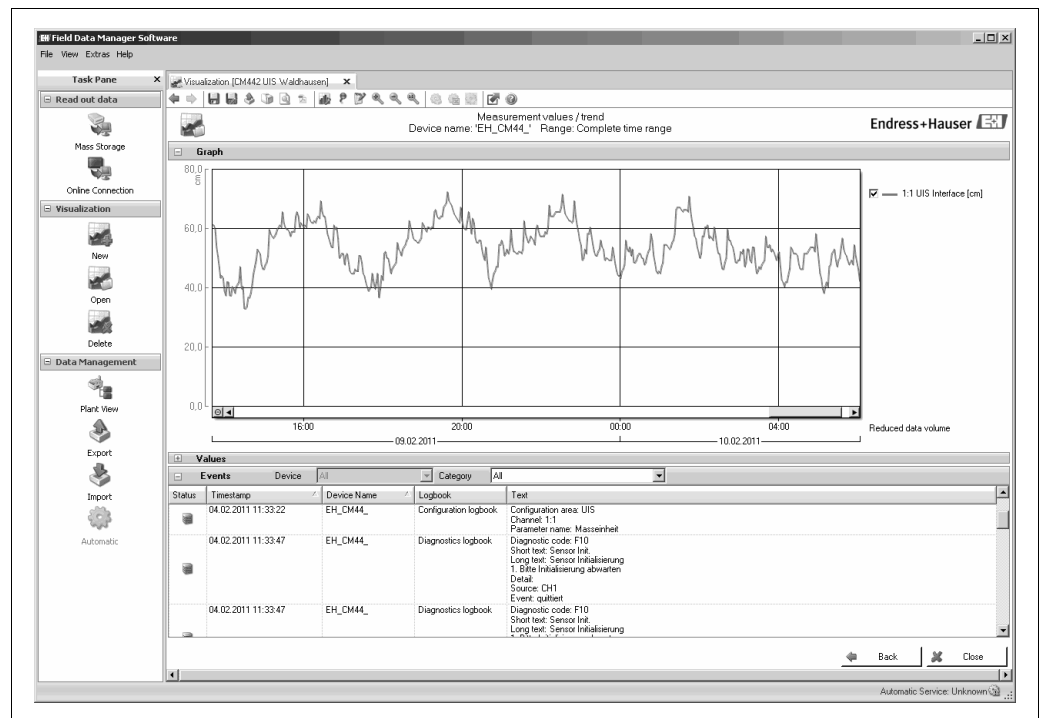 Field Data Manager Software
File View Extras Help
Task Pane
Read out data
Mass Storage
Online Connection
Visualization
New
Open
Delete
Data Management
Plant View
Export
Import
Automatic
Visualization [CM442 UIS Waldhausen]
Measurement values / trend
Device name: 'EH_CM44_' Range: Complete time range
Endress+Hauser EH
Graph
80,0
cm
60,0
40,0
20,0
0,0
16:00 20:00 00:00 04:00
09.02.2011 10.02.2011
1:1 UIS Interface [cm]
Reduced data volume
Values
Events Device All Category All
Status Timestamp Device Name Logbook Text
04.02.2011 11:33:22 EH_CM44_ Configuration logbook Configuration area: UIS
Channel: 1:1
Parameter name: Masseinheit
04.02.2011 11:33:47 EH_CM44_ Diagnostics logbook Diagnostic code: F10
Short text: Sensor Init.
Long text: Sensor Initialisierung
1. Bitte Initialisierung abwarten
Detail:
Source: CH1
Event: quittiert
04.02.2011 11:33:47 EH_CM44_ Diagnostics logbook Diagnostic code: F10
Short text: Sensor Init.
Long text: Sensor Initialisierung
Back Close
Automatic Service: Unknown